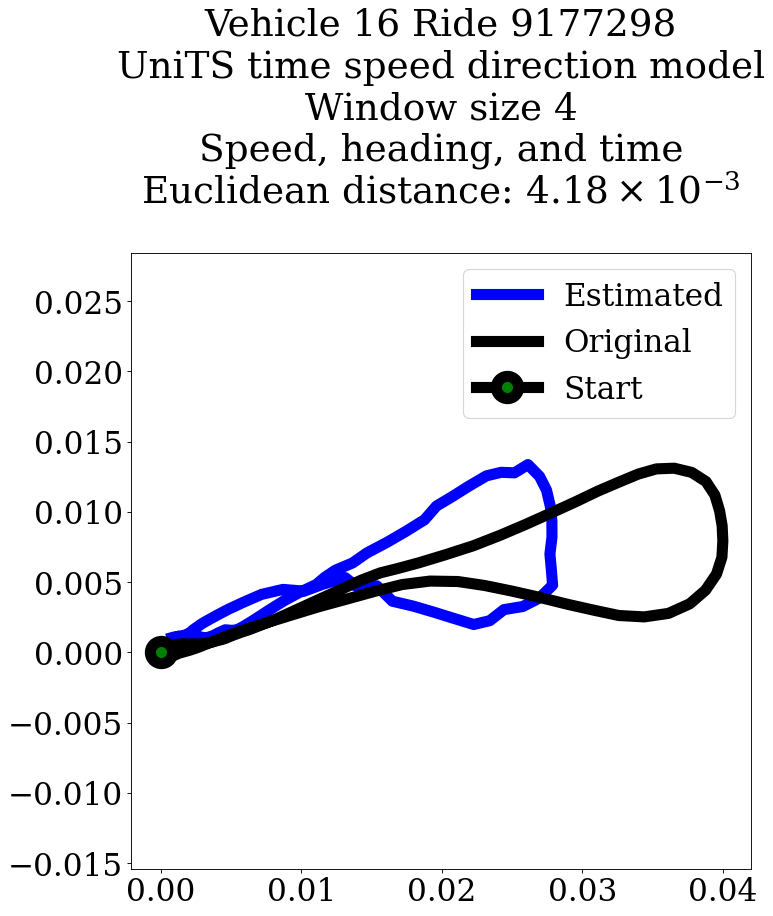 Vehicle 16 Ride 9177298
UniTS time speed direction model
Window size 4
Speed, heading, and time
Euclidean distance: 4.18 × 10⁻³
Estimated
Original
Start
0.025
0.020
0.015
0.010
0.005
0.000
−0.005
−0.010
−0.015
0.00 0.01 0.02 0.03 0.04